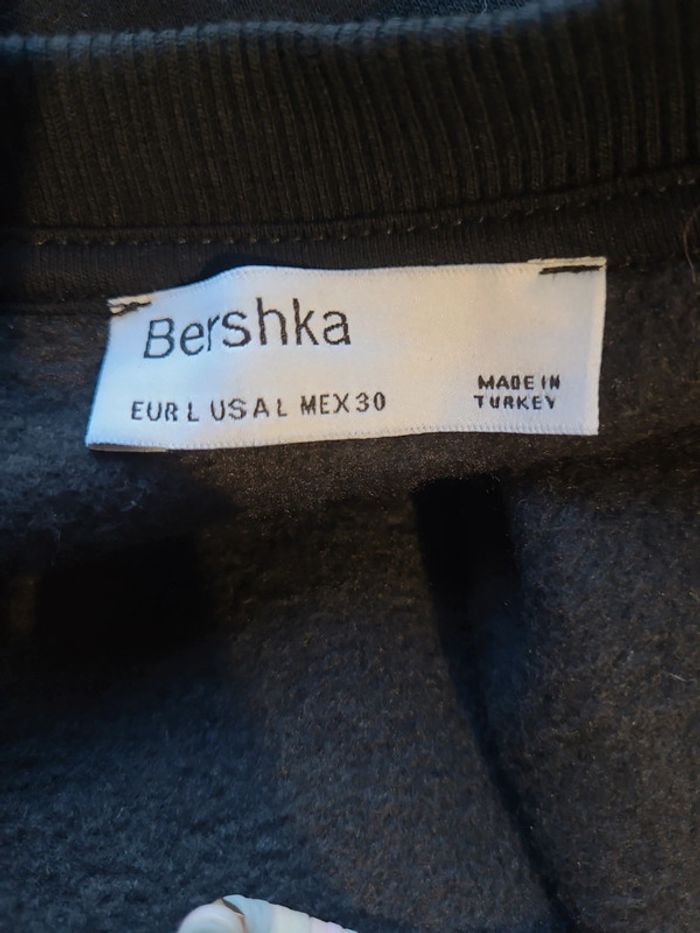 Bershka
EUR L USA L MEX 30
MADE IN
TURKEY